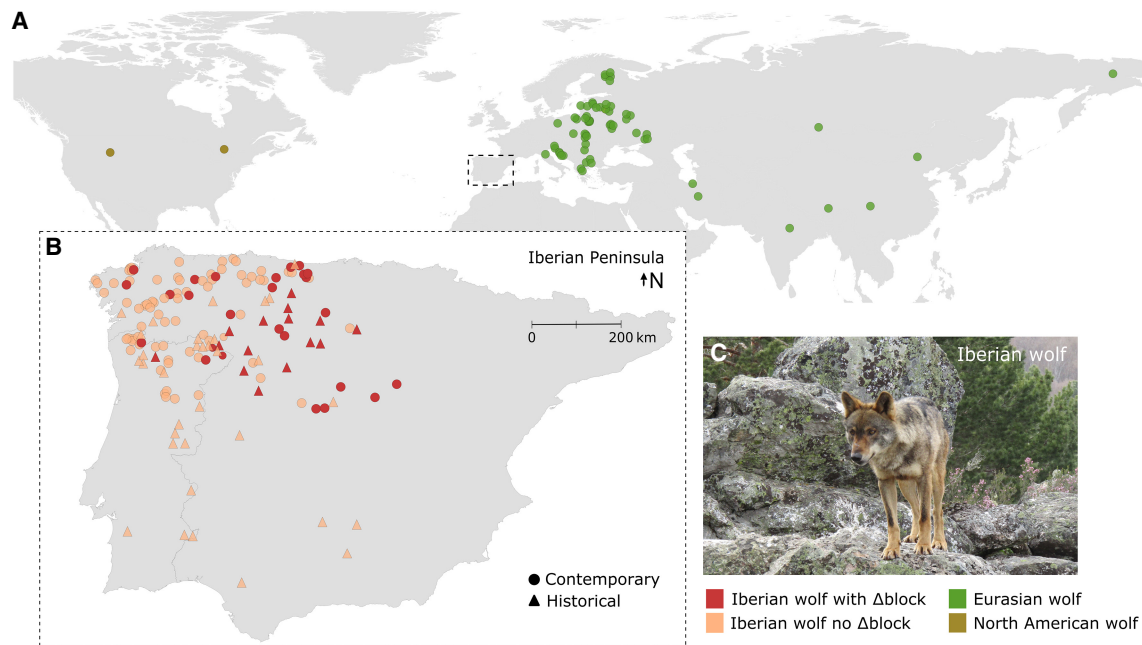 A
B
Iberian Peninsula
↑N
0 200 km
Contemporary
Historical
C Iberian wolf
Iberian wolf with Δblock
Iberian wolf no Δblock
Eurasian wolf
North American wolf